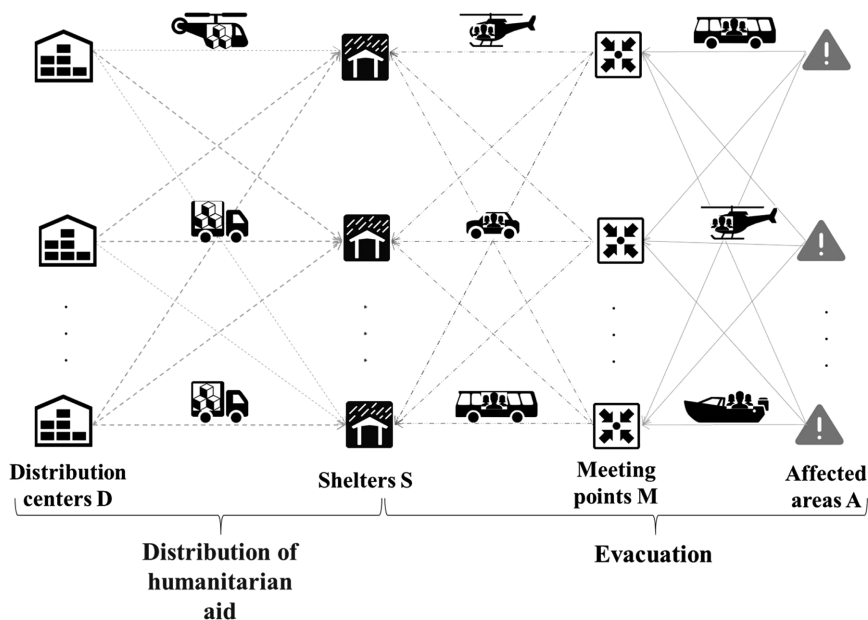 Distribution
centers D
Shelters S
Meeting
points M
Affected
areas A
Distribution of
humanitarian
aid
Evacuation